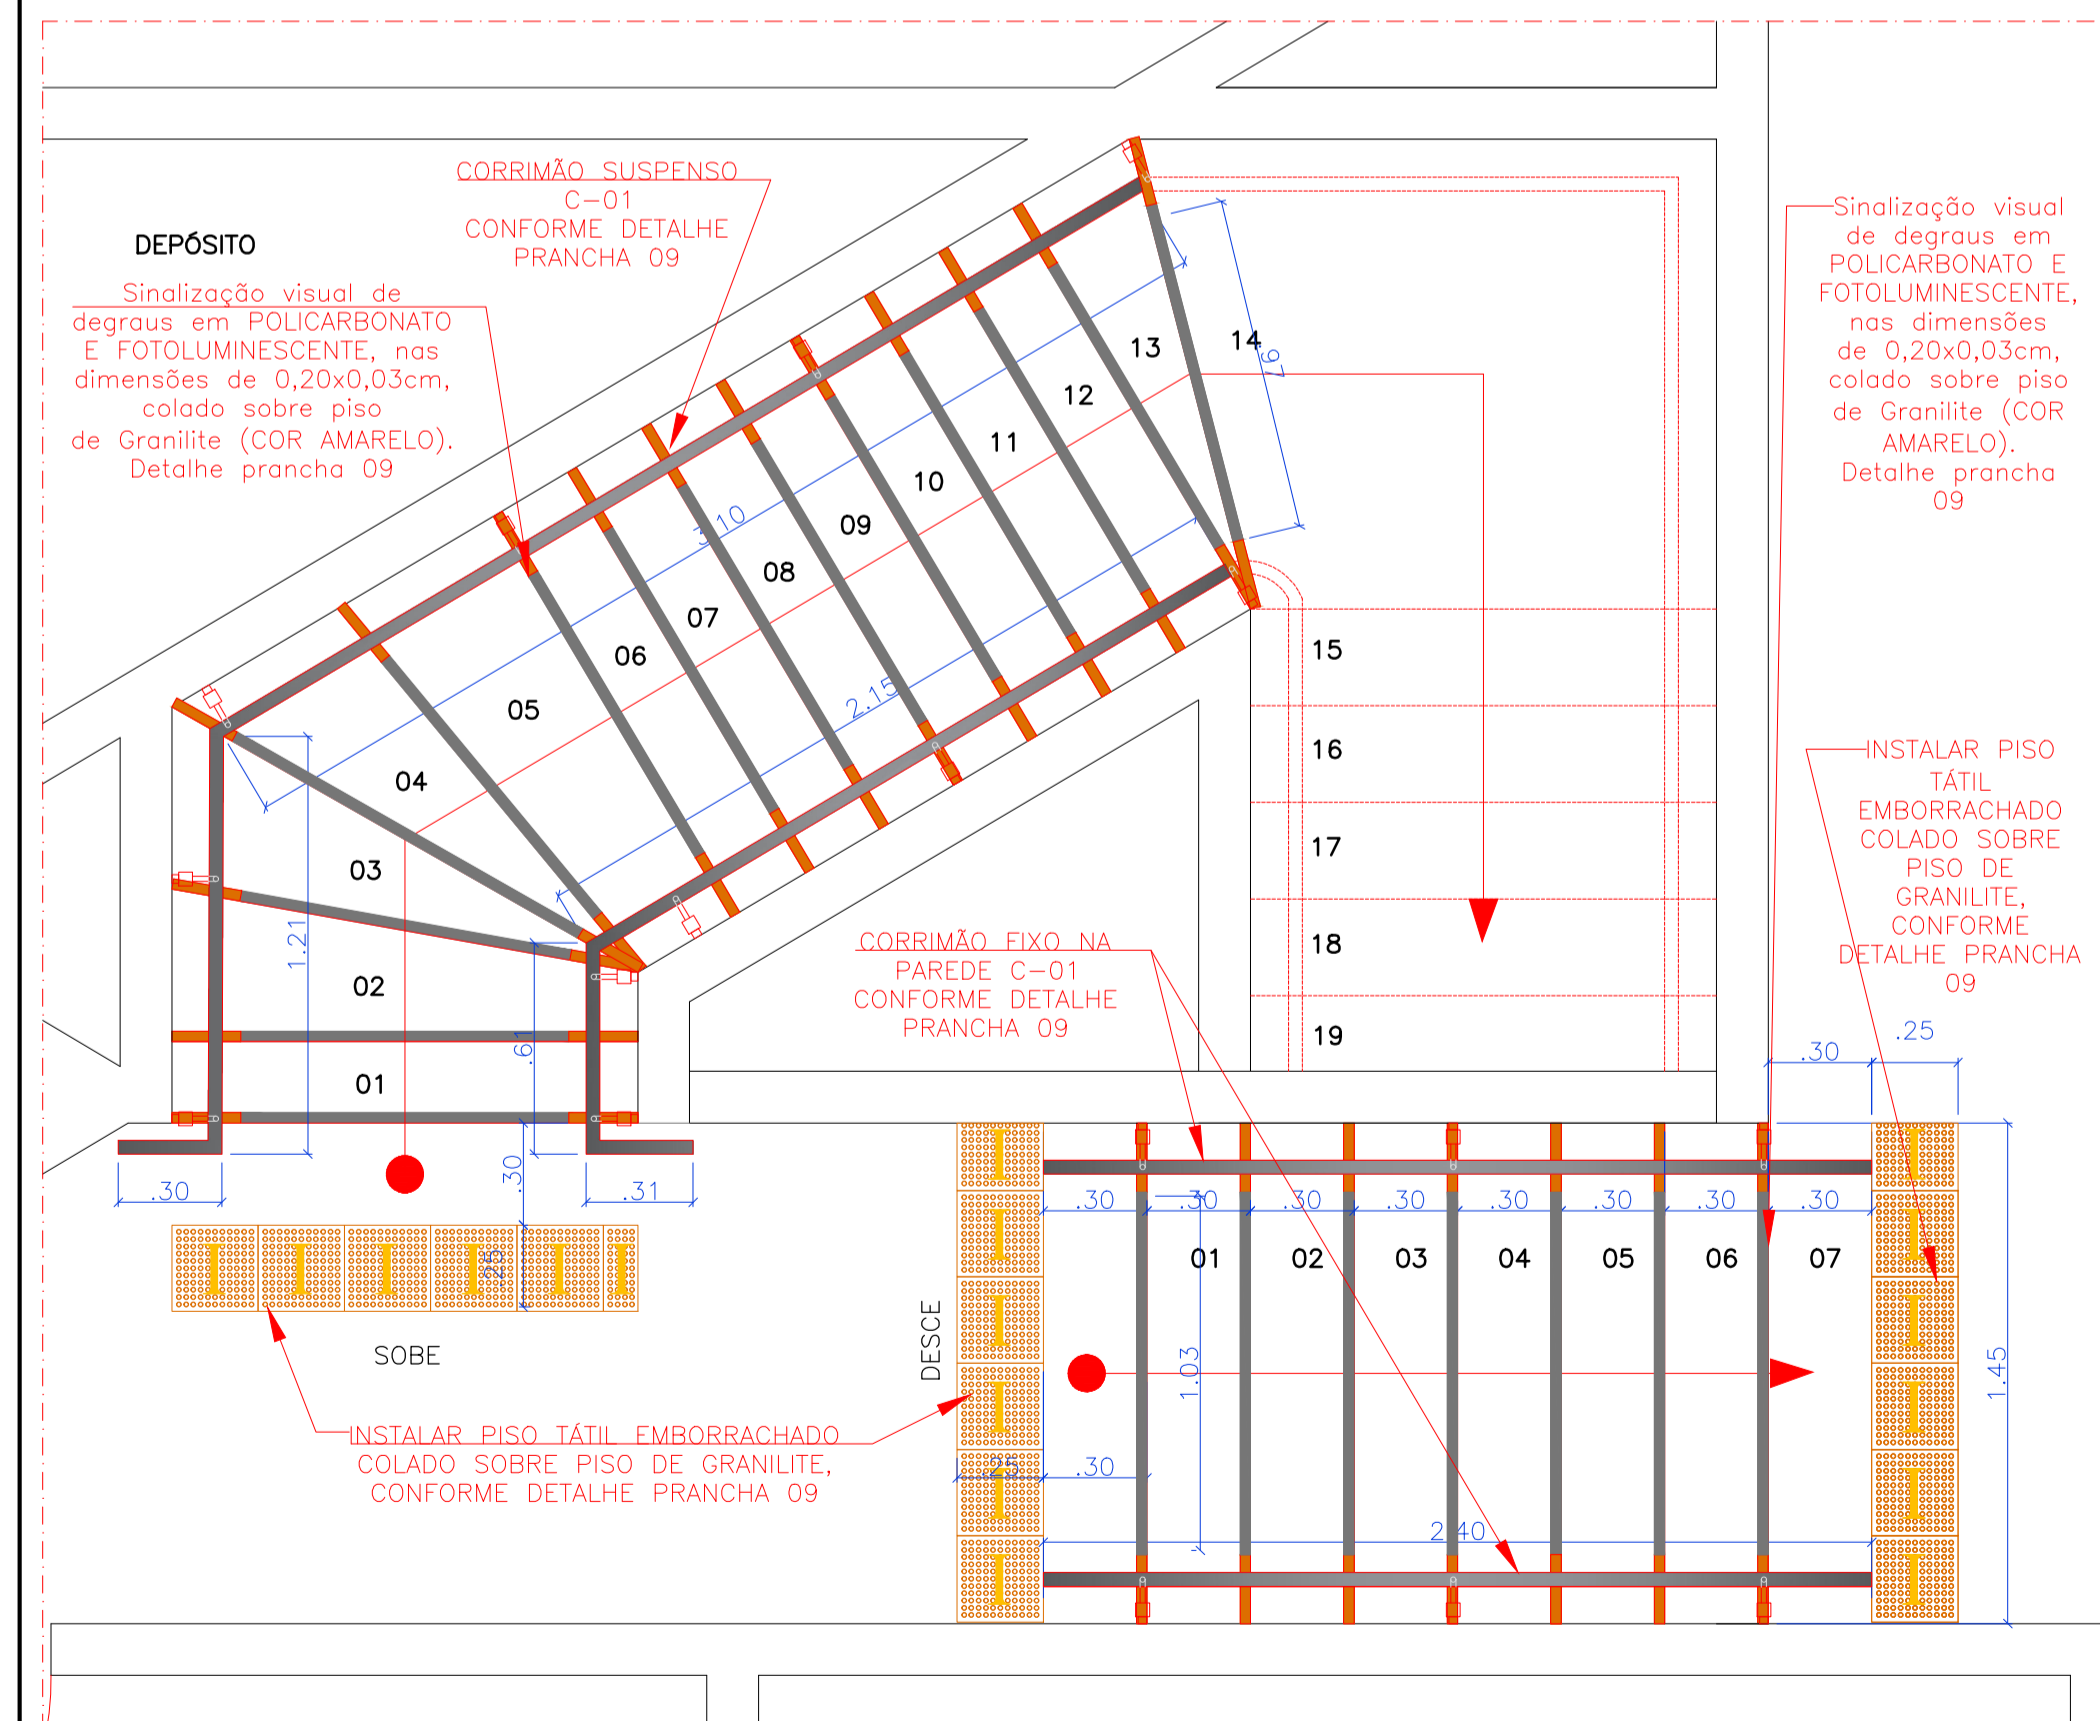 CORRIMÃO SUSPENSO
C-01
CONFORME DETALHE
PRANCHA 09
DEPÓSITO
Sinalização visual de
degraus em POLICARBONATO
E FOTOLUMINESCENTE, nas
dimensões de 0,20x0,03cm,
colado sobre piso
de Granilite (COR AMARELO).
Detalhe prancha 09
Sinalização visual
de degraus em
POLICARBONATO E
FOTOLUMINESCENTE,
nas dimensões
de 0,20x0,03cm,
colado sobre piso
de Granilite (COR
AMARELO).
Detalhe prancha
09
14
.97
13
12
11
10
09
08
07
06
05
04
03
02
01
3.10
2.15
1.21
.61
.30
.31
.30
.25
15
16
17
18
19
INSTALAR PISO
TÁTIL
EMBORRACHADO
COLADO SOBRE
PISO DE
GRANILITE,
CONFORME
DETALHE PRANCHA
09
CORRIMÃO FIXO NA
PAREDE C-01
CONFORME DETALHE
PRANCHA 09
.30
.25
.30 .30 .30 .30 .30 .30 .30 .30
01 02 03 04 05 06 07
SOBE
DESCE
1.03
1.45
INSTALAR PISO TÁTIL EMBORRACHADO
COLADO SOBRE PISO DE GRANILITE,
CONFORME DETALHE PRANCHA 09
.25
.30
2.40